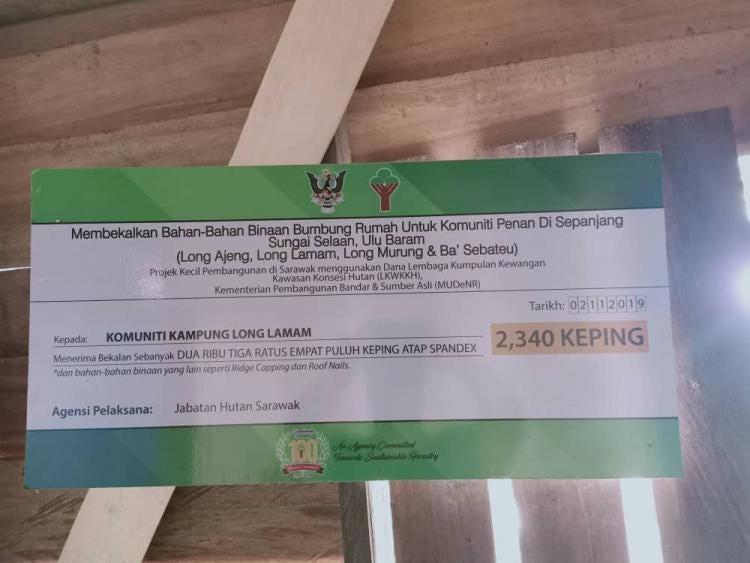 Membekalkan Bahan-Bahan Binaan Bumbung Rumah Untuk Komuniti Penan Di Sepanjang
Sungai Selaan, Ulu Baram
(Long Ajeng, Long Lamam, Long Murung & Ba' Sebateu)
Projek Kecil Pembangunan di Sarawak menggunakan Dana Lembaga Kumpulan Kewangan
Kawasan Konsesi Hutan (LKWKKH),
Kementerian Pembangunan Bandar & Sumber Asli (MUDeNR)
Tarikh: 02112019
Kepada: KOMUNITI KAMPUNG LONG LAMAM
2,340 KEPING
Menerima Bekalan Sebanyak DUA RIBU TIGA RATUS EMPAT PULUH KEPING ATAP SPANDEX
*dan bahan-bahan binaan yang lain seperti Ridge Capping dan Roof Nails.
Agensi Pelaksana: Jabatan Hutan Sarawak
100
An Agency Committed
Towards Sustainable Forestry